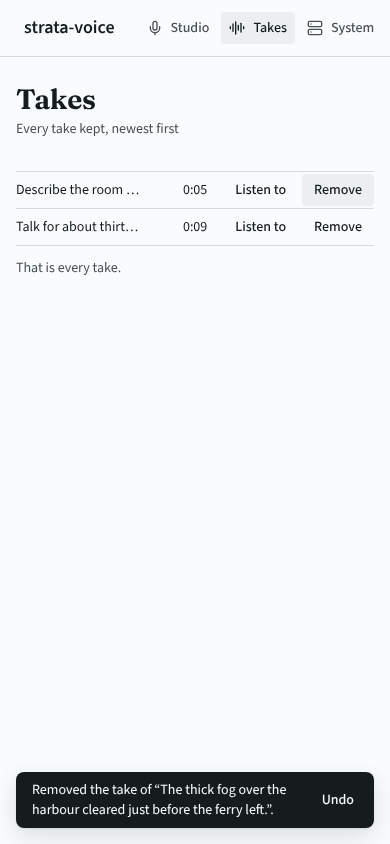 strata-voice
Studio
Takes
System
Takes
Every take kept, newest first
Describe the room … 0:05 Listen to Remove
Talk for about thirt… 0:09 Listen to Remove
That is every take.
Removed the take of “The thick fog over the
harbour cleared just before the ferry left.”.
Undo